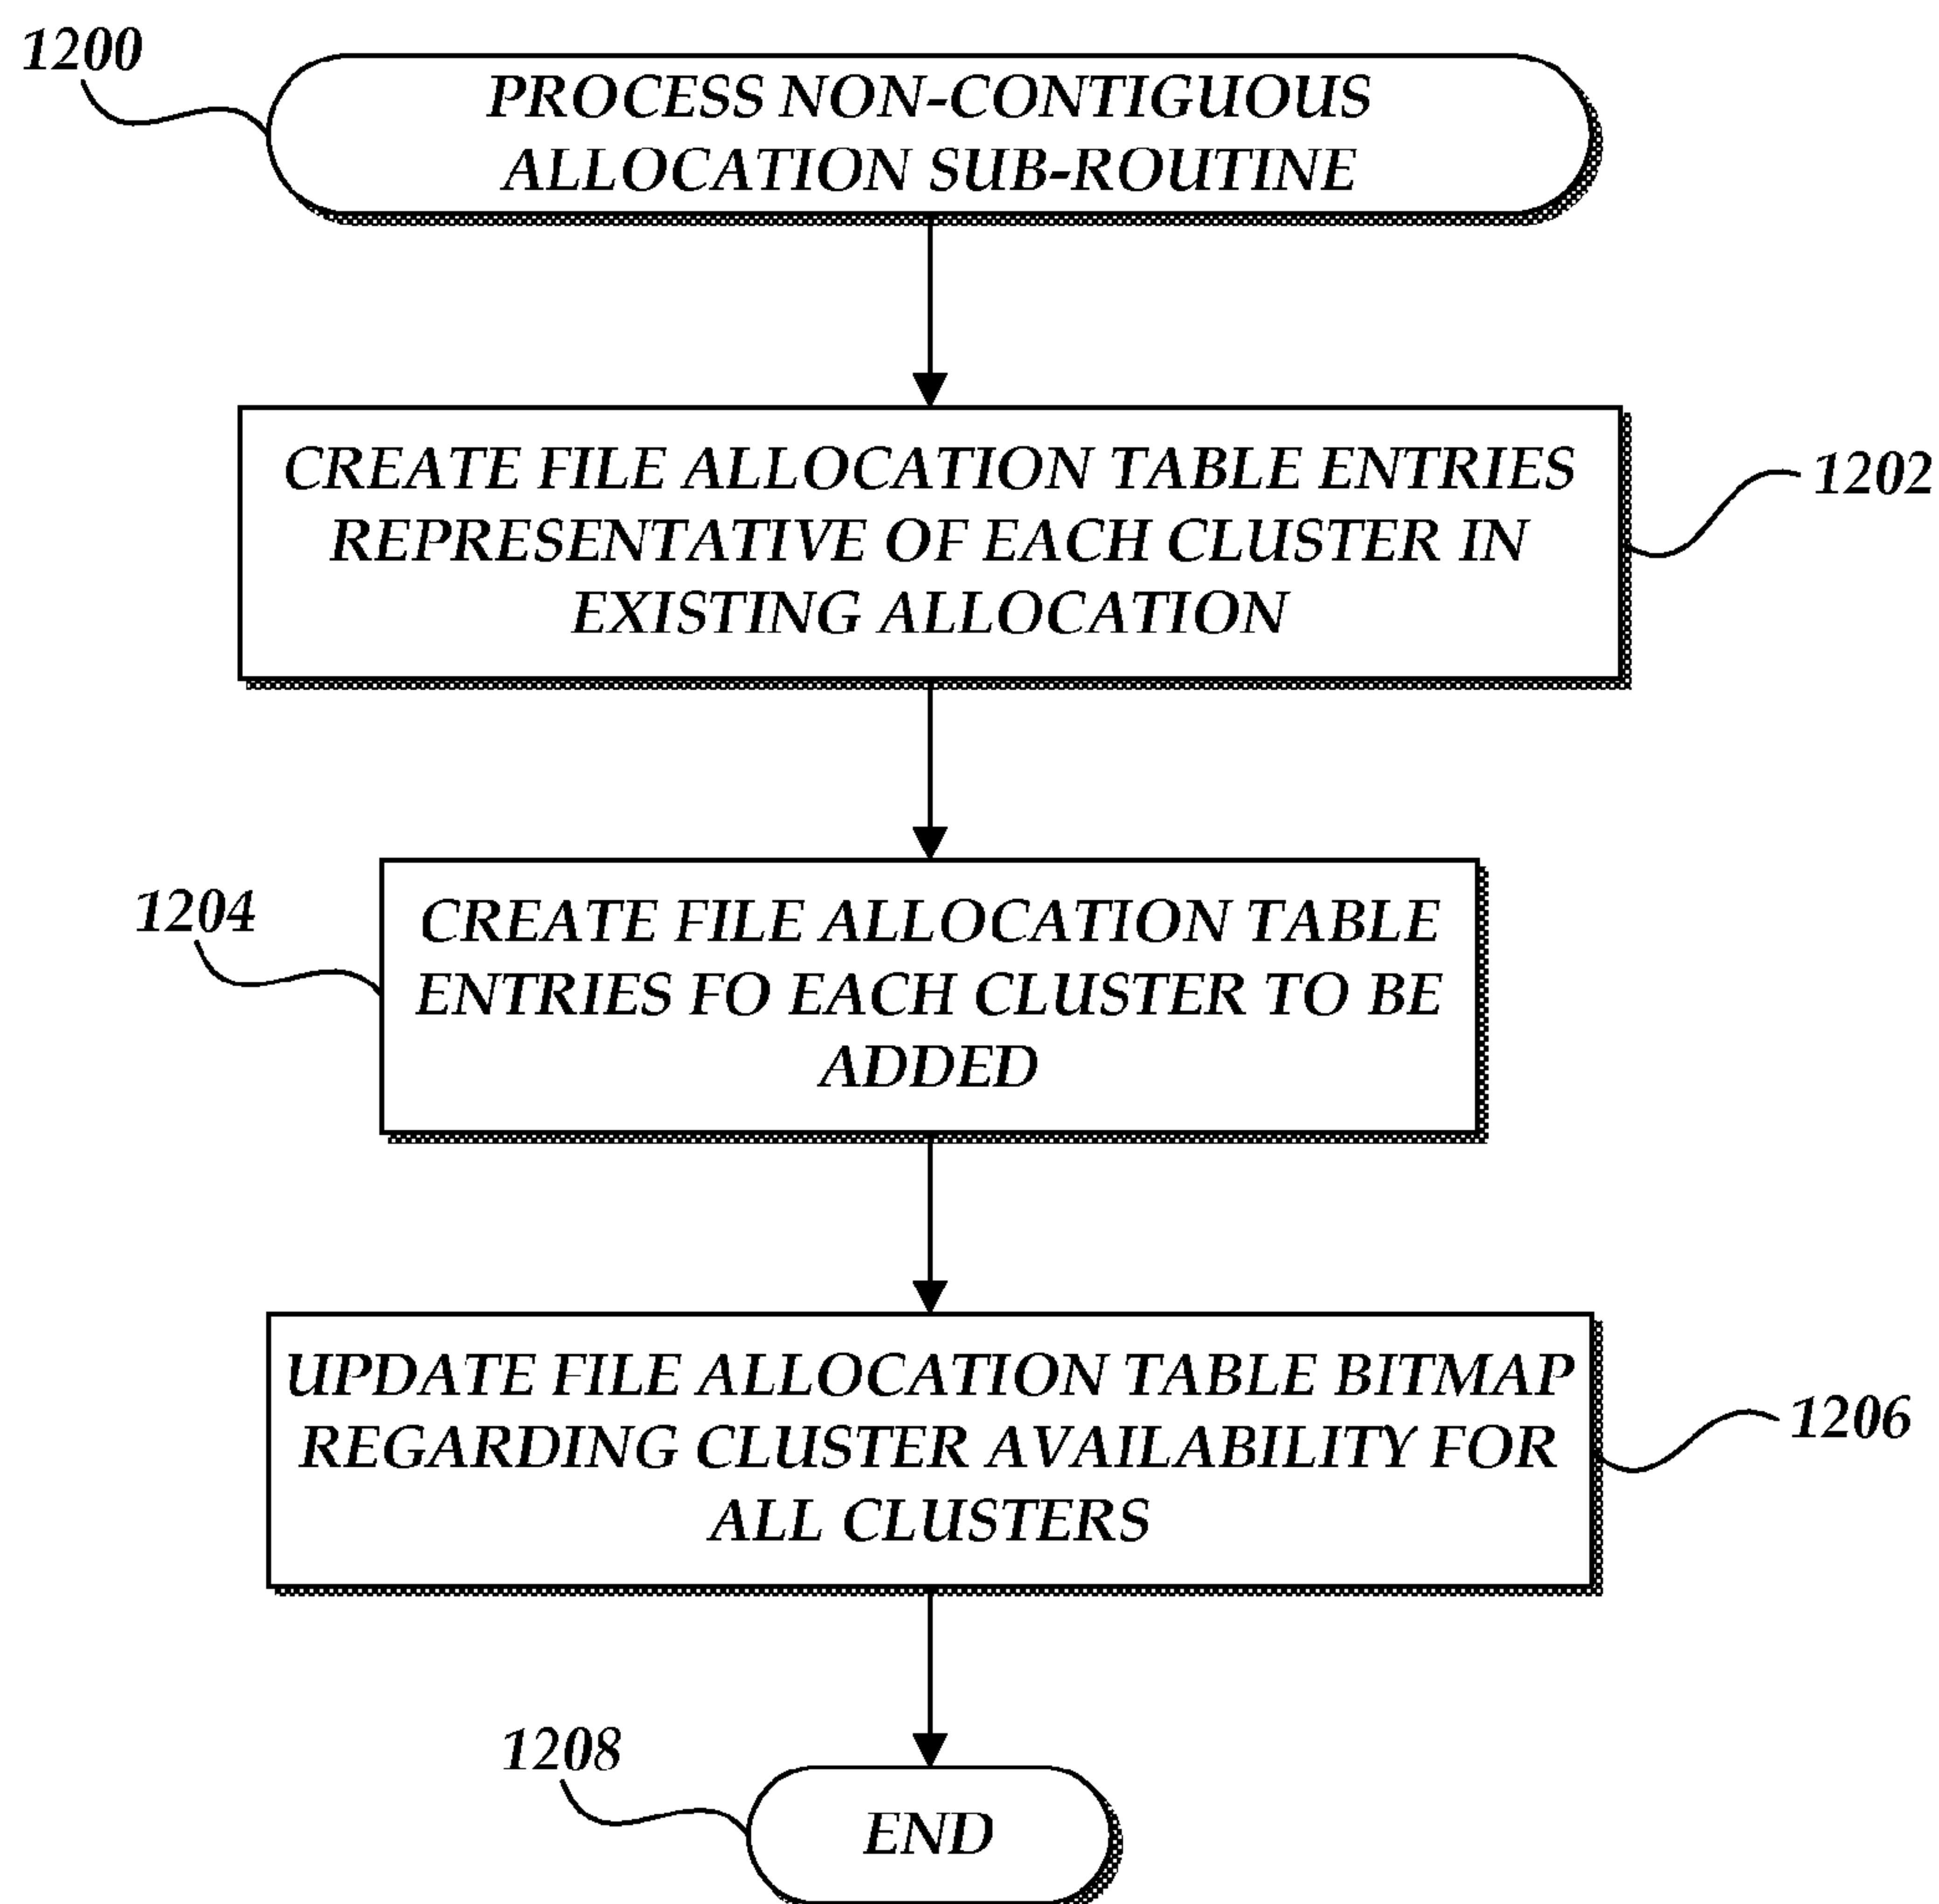 1200
PROCESS NON-CONTIGUOUS
ALLOCATION SUB-ROUTINE
CREATE FILE ALLOCATION TABLE ENTRIES
REPRESENTATIVE OF EACH CLUSTER IN
EXISTING ALLOCATION
1202
1204
CREATE FILE ALLOCATION TABLE
ENTRIES FO EACH CLUSTER TO BE
ADDED
UPDATE FILE ALLOCATION TABLE BITMAP
REGARDING CLUSTER AVAILABILITY FOR
ALL CLUSTERS
1206
1208
END